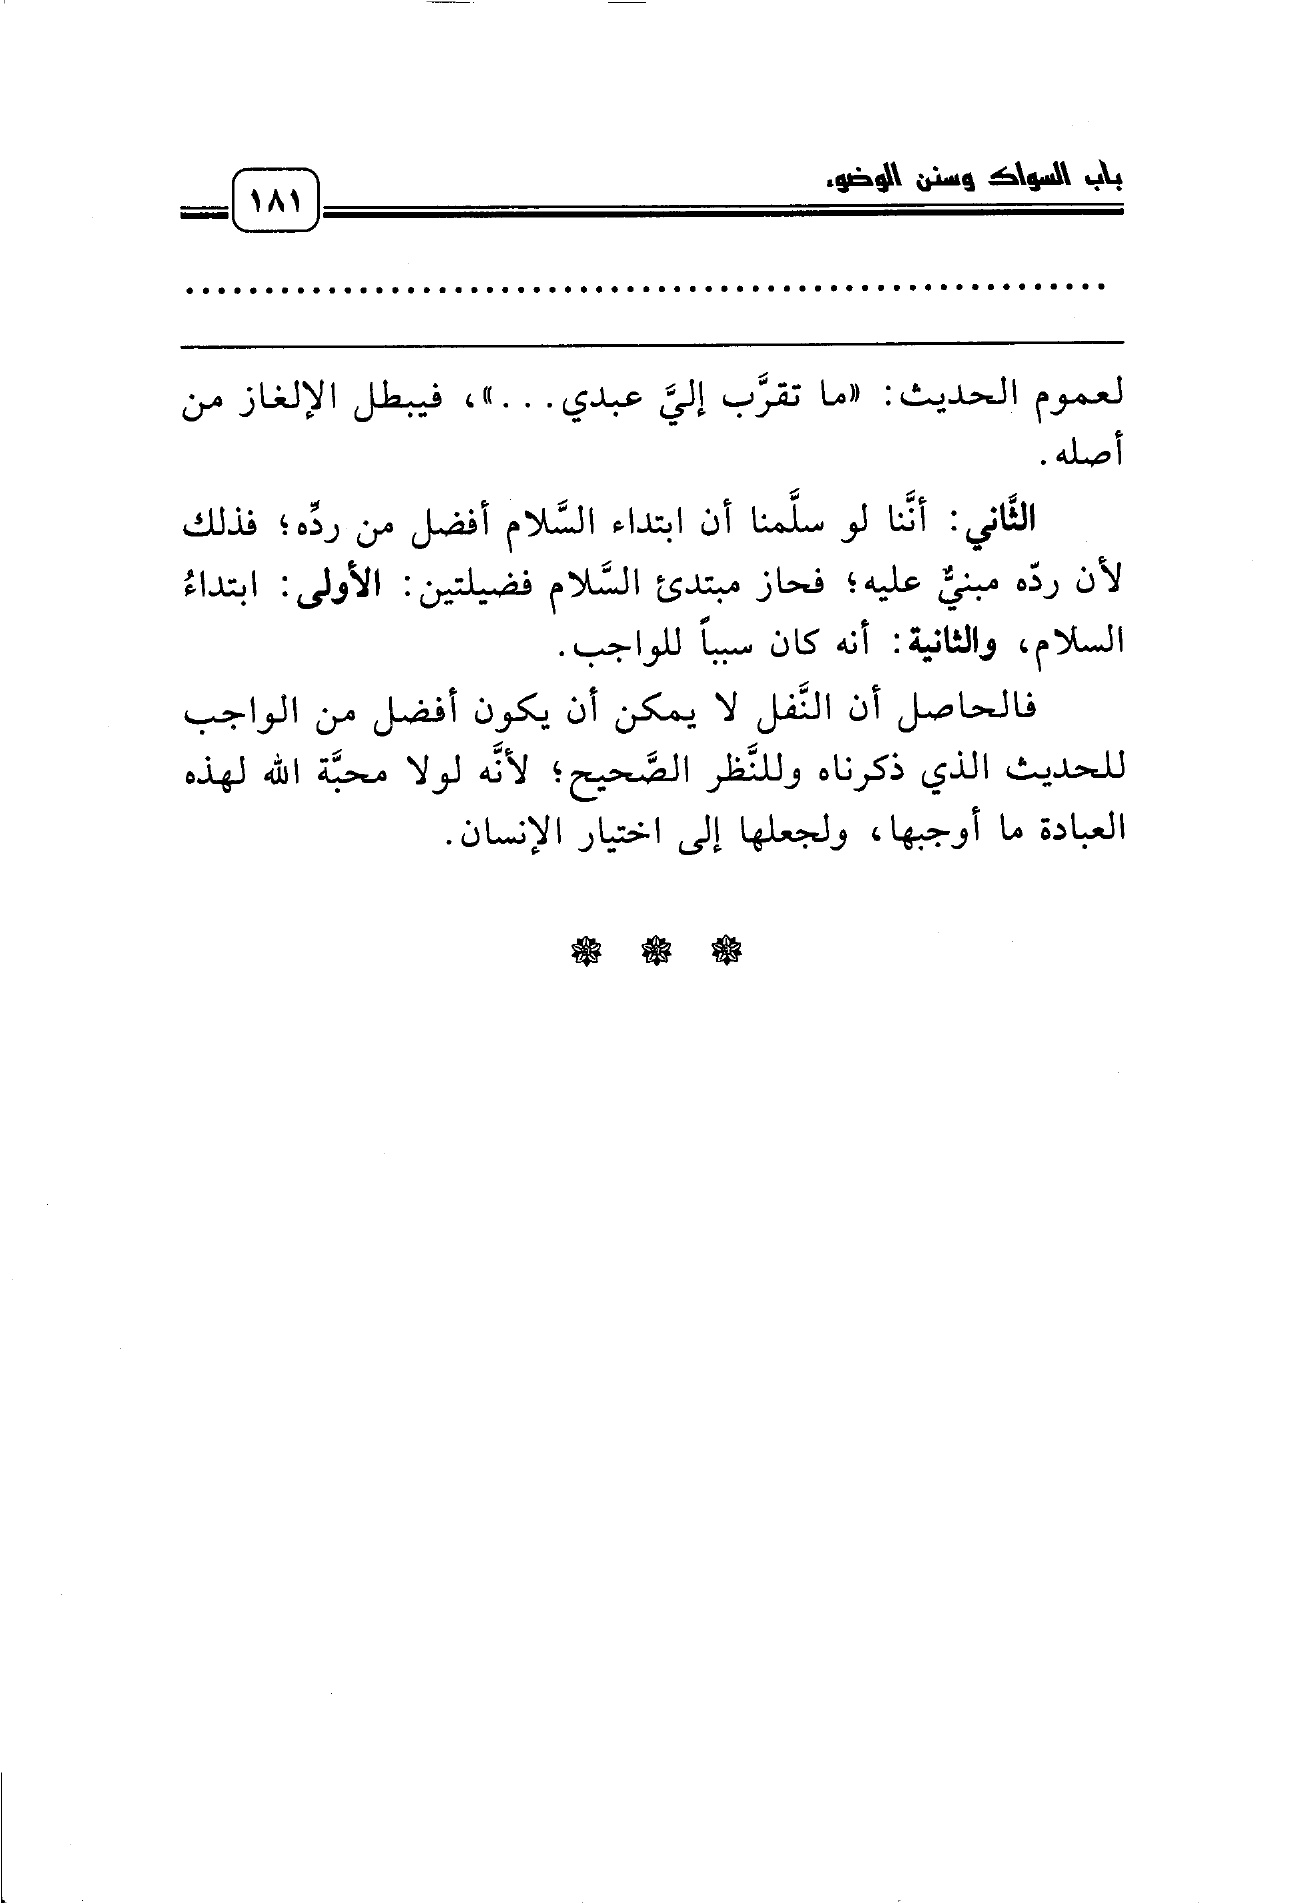 باب السواك وسنن الوضوء
١٨١
............................................................
لعموم الحديث: «ما تقرَّب إليَّ عبدي...»، فيبطل الإلغاز من
أصله.
الثَّاني: أنَّنا لو سلَّمنا أن ابتداء السَّلام أفضل من ردِّه؛ فذلك
لأن ردّه مبنيٌّ عليه؛ فحاز مبتدئ السَّلام فضيلتين: الأولى: ابتداءُ
السلام، والثانية: أنه كان سبباً للواجب.
فالحاصل أن النَّفل لا يمكن أن يكون أفضل من الواجب
للحديث الذي ذكرناه وللنَّظر الصَّحيح؛ لأنَّه لولا محبَّة الله لهذه
العبادة ما أوجبها، ولجعلها إلى اختيار الإنسان.